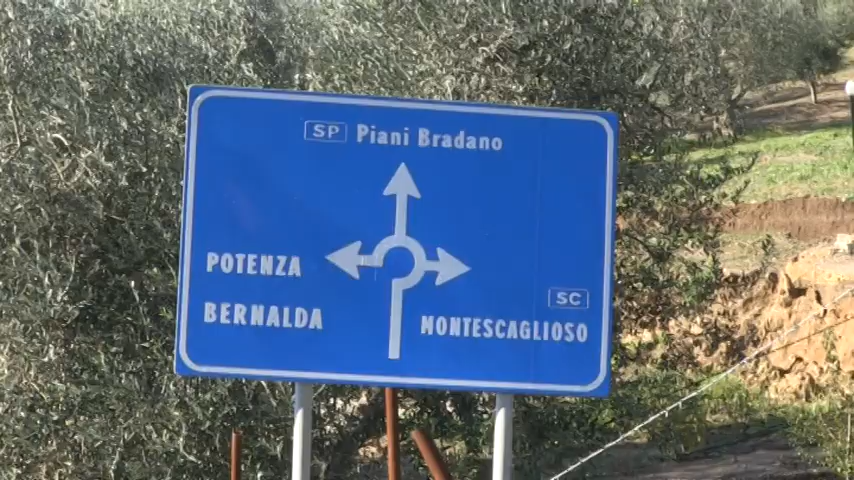 SP Piani Bradano
POTENZA
BERNALDA
SC
MONTESCAGLIOSO